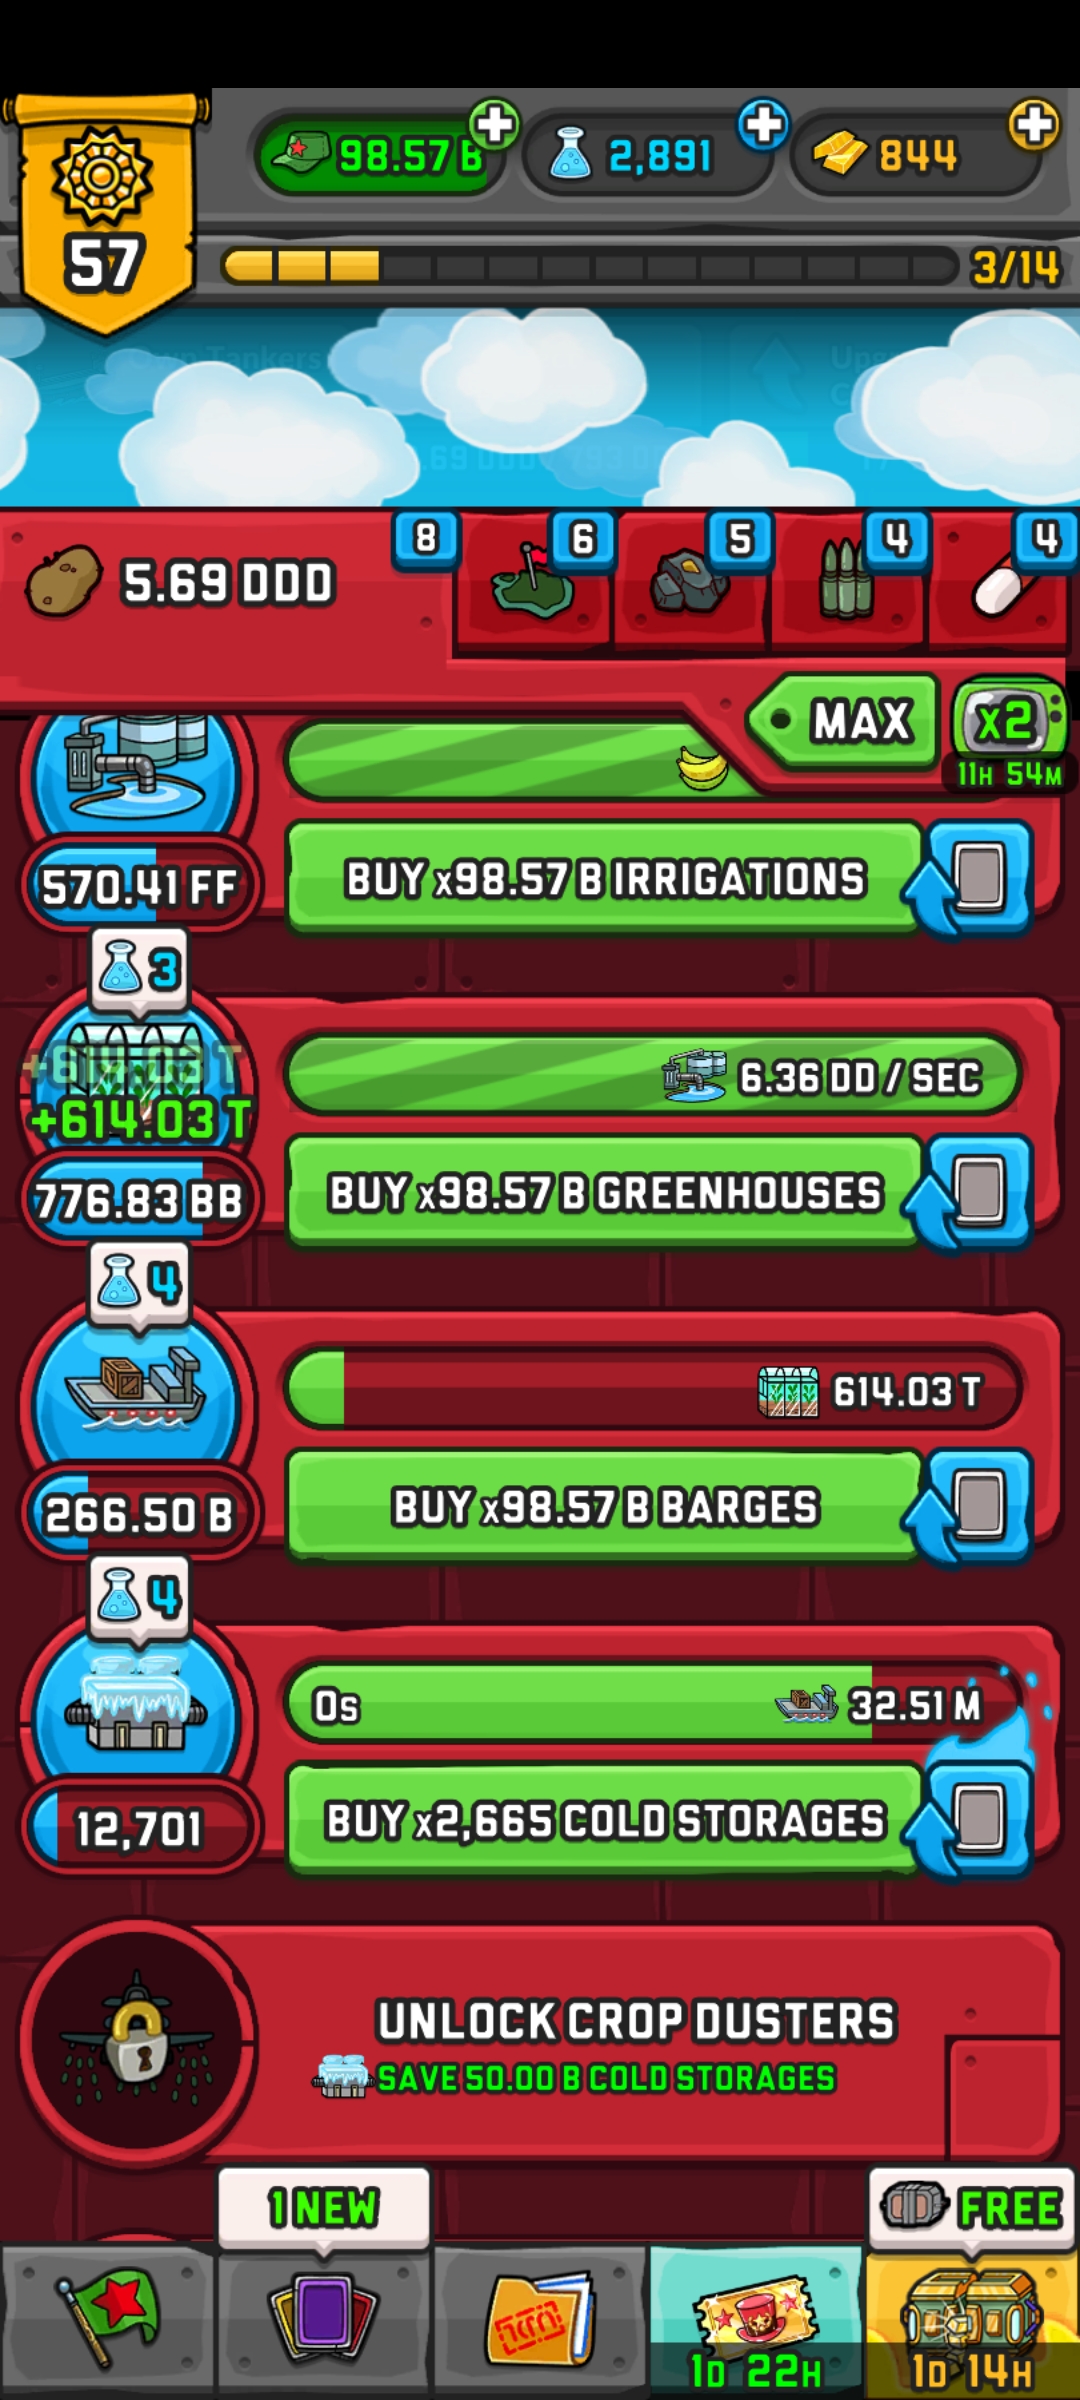 98.57 B
2,891
844
57
3/14
5.69 DDD
8
6
5
4
4
MAX
x2
11H 54M
570.41 FF
BUY x98.57 B IRRIGATIONS
3
+614.03 T
+614.03 T
6.36 DD / SEC
776.83 BB
BUY x98.57 B GREENHOUSES
4
614.03 T
266.50 B
BUY x98.57 B BARGES
4
0s
32.51 M
12,701
BUY x2,665 COLD STORAGES
UNLOCK CROP DUSTERS
SAVE 50.00 B COLD STORAGES
1 NEW
FREE
1D 22H
1D 14H